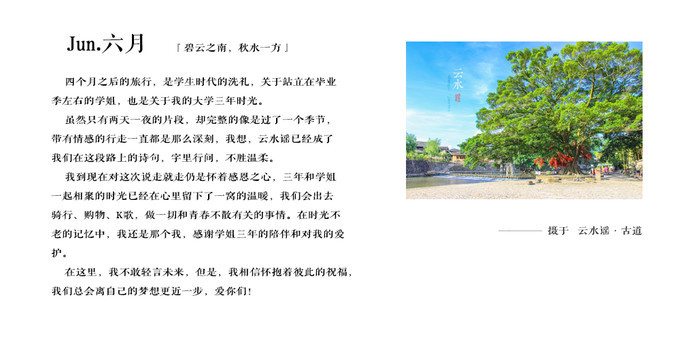 Jun.六月 「碧云之南，秋水一方」
四个月之后的旅行，是学生时代的洗礼，关于站立在毕业
季左右的学姐，也是关于我的大学三年时光。
虽然只有两天一夜的片段，却完整的像是过了一个季节，
带有情感的行走一直都是那么深刻，我想，云水谣已经成了
我们在这段路上的诗句，字里行间，不胜温柔。
我到现在对这次说走就走仍是怀着感恩之心，三年和学姐
一起相聚的时光已经在心里留下了一窝的温暖，我们会出去
骑行、购物、K歌，做一切和青春不散有关的事情。在时光不
老的记忆中，我还是那个我，感谢学姐三年的陪伴和对我的爱
护。
在这里，我不敢轻言未来，但是，我相信怀抱着彼此的祝福，
我们总会离自己的梦想更近一步，爱你们！
云水
摄于 云水谣·古道